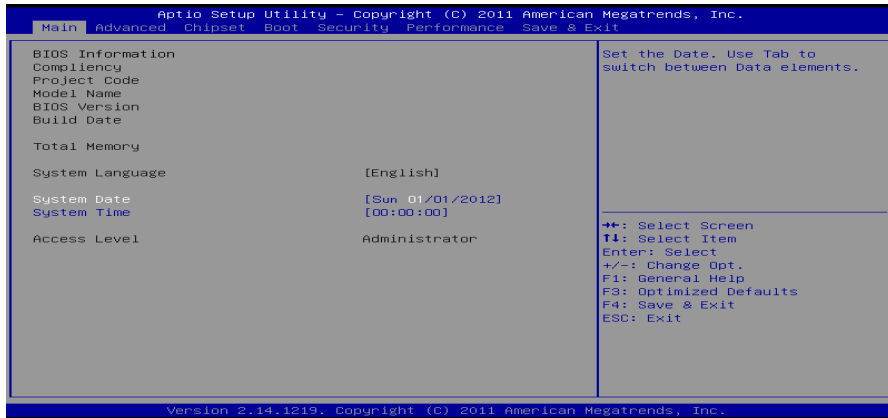 Aptio Setup Utility – Copyright (C) 2011 American Megatrends, Inc.
Main Advanced Chipset Boot Security Performance Save & Exit
BIOS Information
Compliency
Project Code
Model Name
BIOS Version
Build Date
Total Memory
System Language [English]
System Date [Sun 01/01/2012]
System Time [00:00:00]
Access Level Administrator
Set the Date. Use Tab to
switch between Data elements.
→←: Select Screen
↑↓: Select Item
Enter: Select
+/-: Change Opt.
F1: General Help
F3: Optimized Defaults
F4: Save & Exit
ESC: Exit
Version 2.14.1219. Copyright (C) 2011 American Megatrends, Inc.